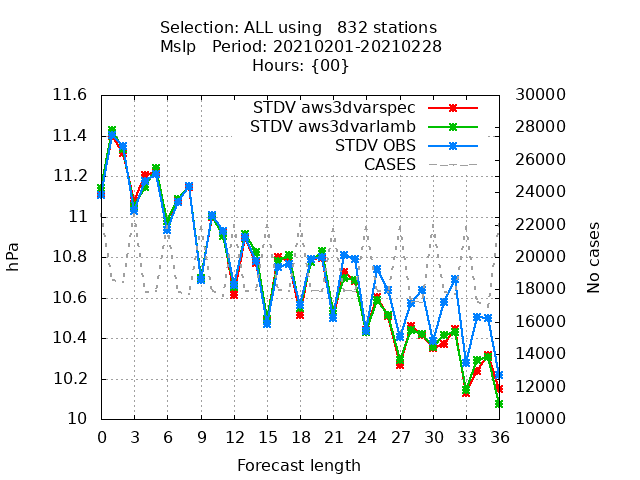 Selection: ALL using   832 stations
Mslp   Period: 20210201-20210228
Hours: {00}
STDV aws3dvarspec
STDV aws3dvarlamb
STDV OBS
CASES
11.6
11.4
11.2
11
10.8
10.6
10.4
10.2
10
hPa
30000
28000
26000
24000
22000
20000
18000
16000
14000
12000
10000
No cases
0 3 6 9 12 15 18 21 24 27 30 33 36
Forecast length